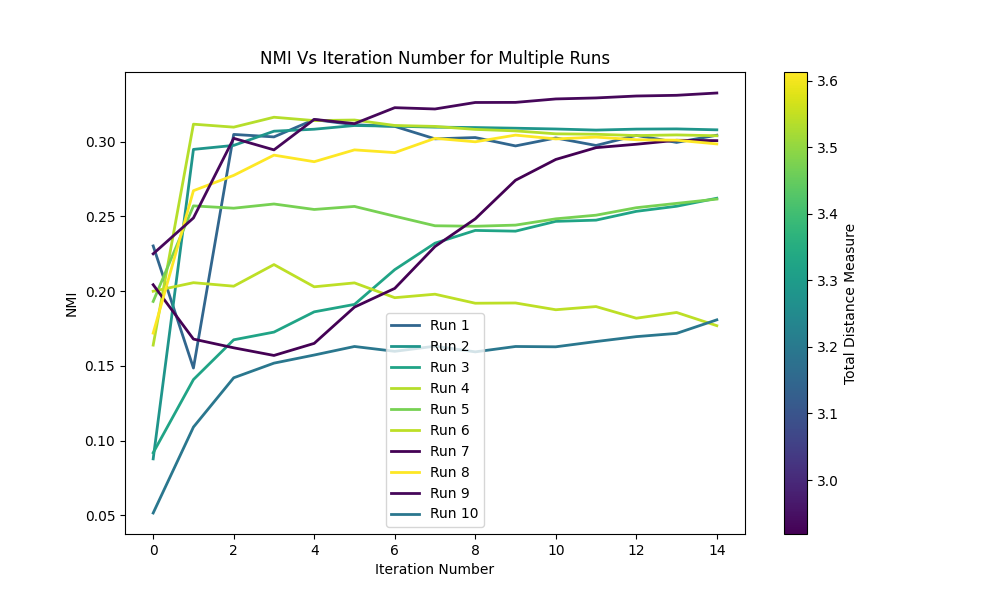 NMI Vs Iteration Number for Multiple Runs
NMI
0.30
0.25
0.20
0.15
0.10
0.05
0
2
4
6
8
10
12
14
Iteration Number
Run 1
Run 2
Run 3
Run 4
Run 5
Run 6
Run 7
Run 8
Run 9
Run 10
3.6
3.5
3.4
3.3
3.2
3.1
3.0
Total Distance Measure